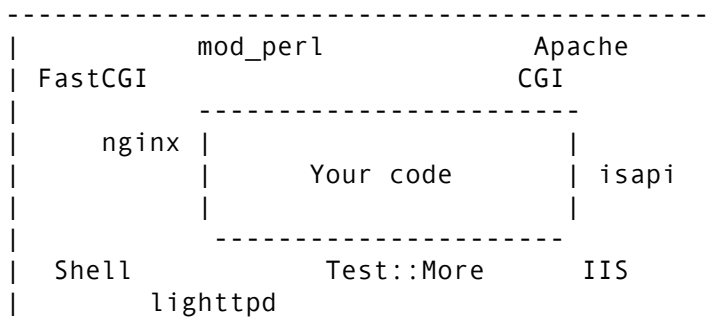 mod_perl Apache
FastCGI CGI
nginx
Your code isapi
Shell Test::More IIS
lighttpd